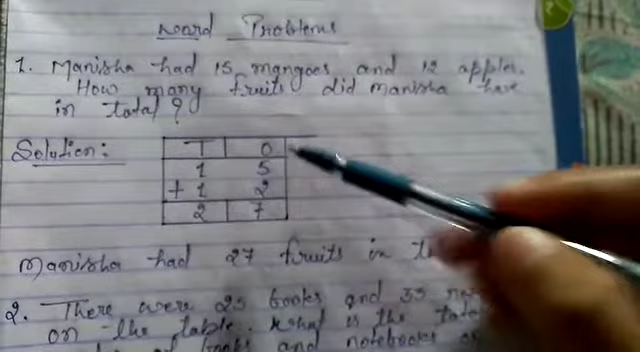 Word Problems
1. Manisha had 15 mangoes and 12 apples.
How many fruits did Manisha have
in total?
Solution:
T O
1 5
+ 1 2
2 7
Manisha had 27 fruits in
2. There were 25 books and 35
on the table. What is the total
books and notebooks